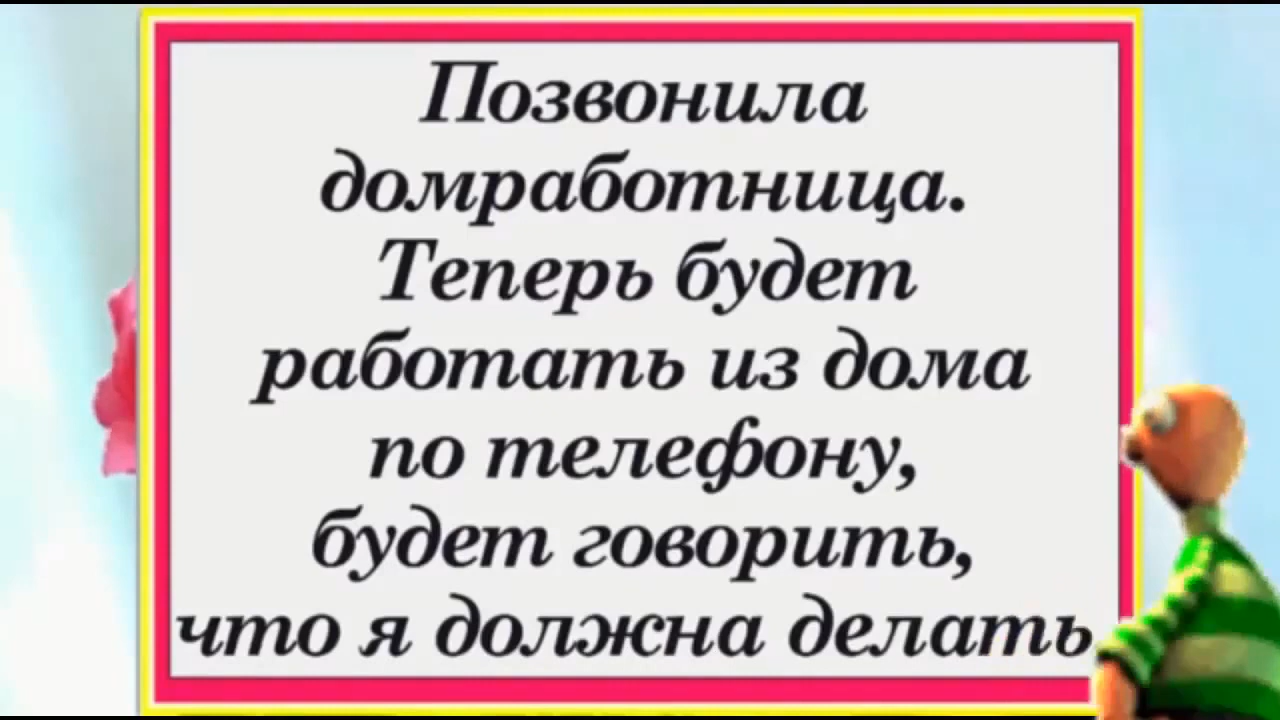 Позвонила
домработница.
Теперь будет
работать из дома
по телефону,
будет говорить,
что я должна делать